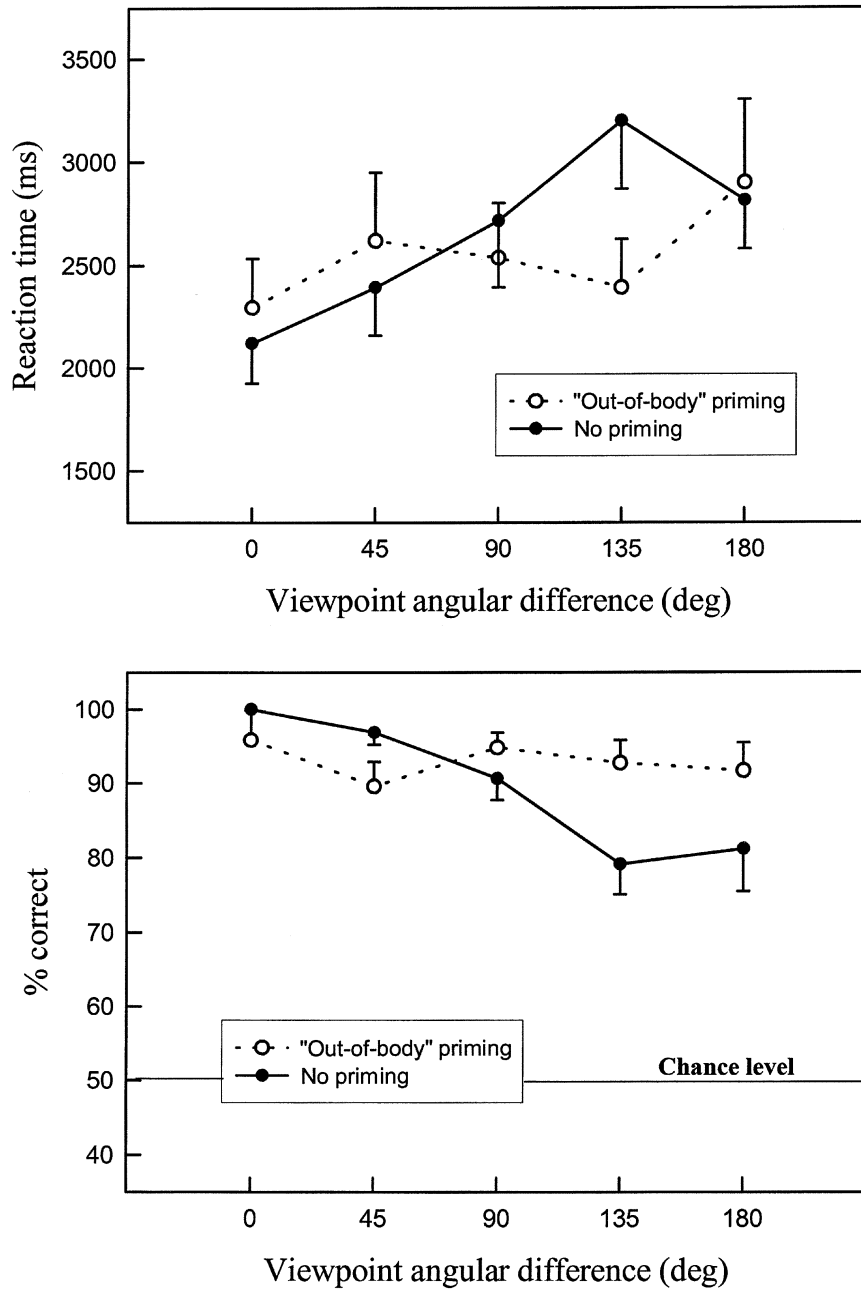 3500
3000
2500
2000
1500
Reaction time (ms)
"Out-of-body" priming
No priming
0 45 90 135 180
Viewpoint angular difference (deg)
100
90
80
70
60
50
40
% correct
"Out-of-body" priming
No priming
Chance level
0 45 90 135 180
Viewpoint angular difference (deg)